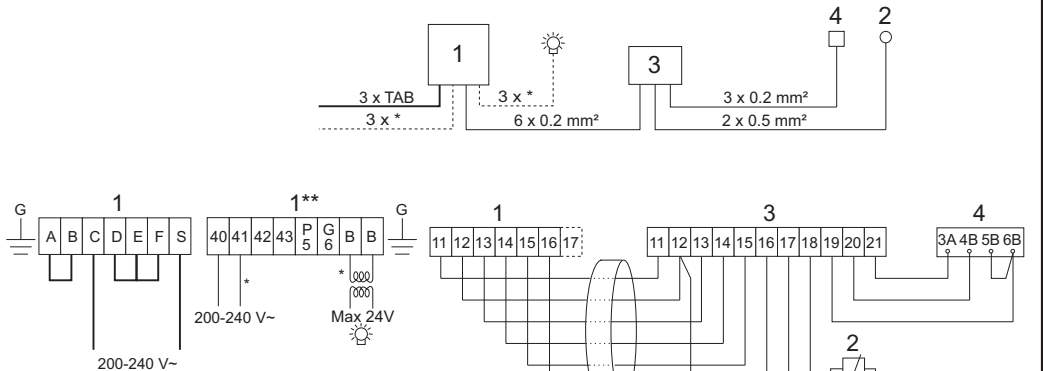 4 2
1
3
3 x TAB
3 x *
3 x *
6 x 0.2 mm²
3 x 0.2 mm²
2 x 0.5 mm²
G 1 1** G 1 3 4
A B C D E F S
40 41 42 43 P5 G6 B B
11 12 13 14 15 16 17
11 12 13 14 15 16 17 18 19 20 21
3A 4B 5B 6B
* *
200-240 V~
Max 24V
2
200-240 V~